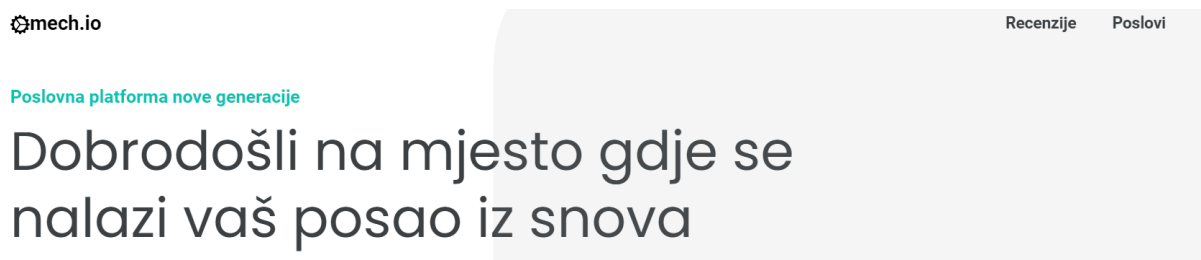 mech.io
Recenzije Poslovi
Poslovna platforma nove generacije
Dobrodošli na mjesto gdje se
nalazi vaš posao iz snova